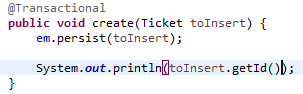 @Transactional
public void create(Ticket toInsert) {
    em.persist(toInsert);

    System.out.println(toInsert.getId());
}